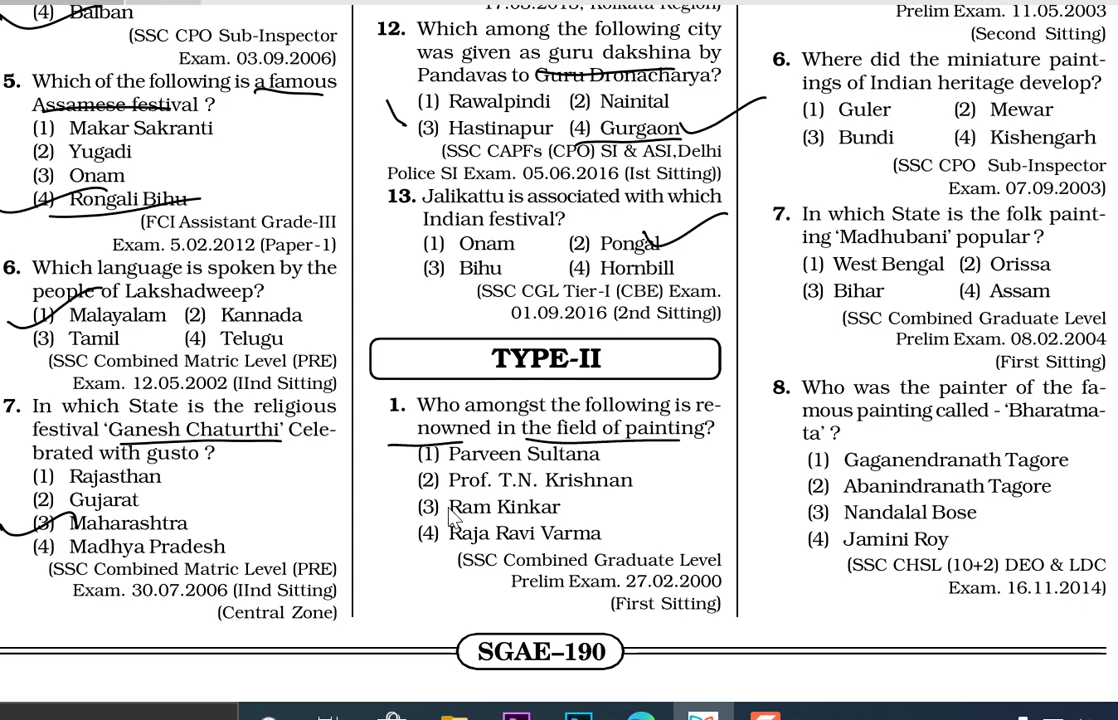 (4) Balban
(SSC CPO Sub-Inspector
Exam. 03.09.2006)
5. Which of the following is a famous
Assamese festival ?
(1) Makar Sakranti
(2) Yugadi
(3) Onam
(4) Rongali Bihu
(FCI Assistant Grade-III
Exam. 5.02.2012 (Paper-1)
6. Which language is spoken by the
people of Lakshadweep?
(1) Malayalam (2) Kannada
(3) Tamil (4) Telugu
(SSC Combined Matric Level (PRE)
Exam. 12.05.2002 (IInd Sitting)
7. In which State is the religious
festival ‘Ganesh Chaturthi’ Cele-
brated with gusto ?
(1) Rajasthan
(2) Gujarat
(3) Maharashtra
(4) Madhya Pradesh
(SSC Combined Matric Level (PRE)
Exam. 30.07.2006 (IInd Sitting)
(Central Zone)
17.03.2013, Kolkata Region)
12. Which among the following city
was given as guru dakshina by
Pandavas to Guru Dronacharya?
(1) Rawalpindi (2) Nainital
(3) Hastinapur (4) Gurgaon
(SSC CAPFs (CPO) SI & ASI,Delhi
Police SI Exam. 05.06.2016 (Ist Sitting))
13. Jalikattu is associated with which
Indian festival?
(1) Onam (2) Pongal
(3) Bihu (4) Hornbill
(SSC CGL Tier-I (CBE) Exam.
01.09.2016 (2nd Sitting))
TYPE-II
1. Who amongst the following is re-
nowned in the field of painting?
(1) Parveen Sultana
(2) Prof. T.N. Krishnan
(3) Ram Kinkar
(4) Raja Ravi Varma
(SSC Combined Graduate Level
Prelim Exam. 27.02.2000
(First Sitting)
Prelim Exam. 11.05.2003
(Second Sitting)
6. Where did the miniature paint-
ings of Indian heritage develop?
(1) Guler (2) Mewar
(3) Bundi (4) Kishengarh
(SSC CPO Sub-Inspector
Exam. 07.09.2003)
7. In which State is the folk paint-
ing ‘Madhubani’ popular ?
(1) West Bengal (2) Orissa
(3) Bihar (4) Assam
(SSC Combined Graduate Level
Prelim Exam. 08.02.2004
(First Sitting)
8. Who was the painter of the fa-
mous painting called - ‘Bharatma-
ta’ ?
(1) Gaganendranath Tagore
(2) Abanindranath Tagore
(3) Nandalal Bose
(4) Jamini Roy
(SSC CHSL (10+2) DEO & LDC
Exam. 16.11.2014)
SGAE–190